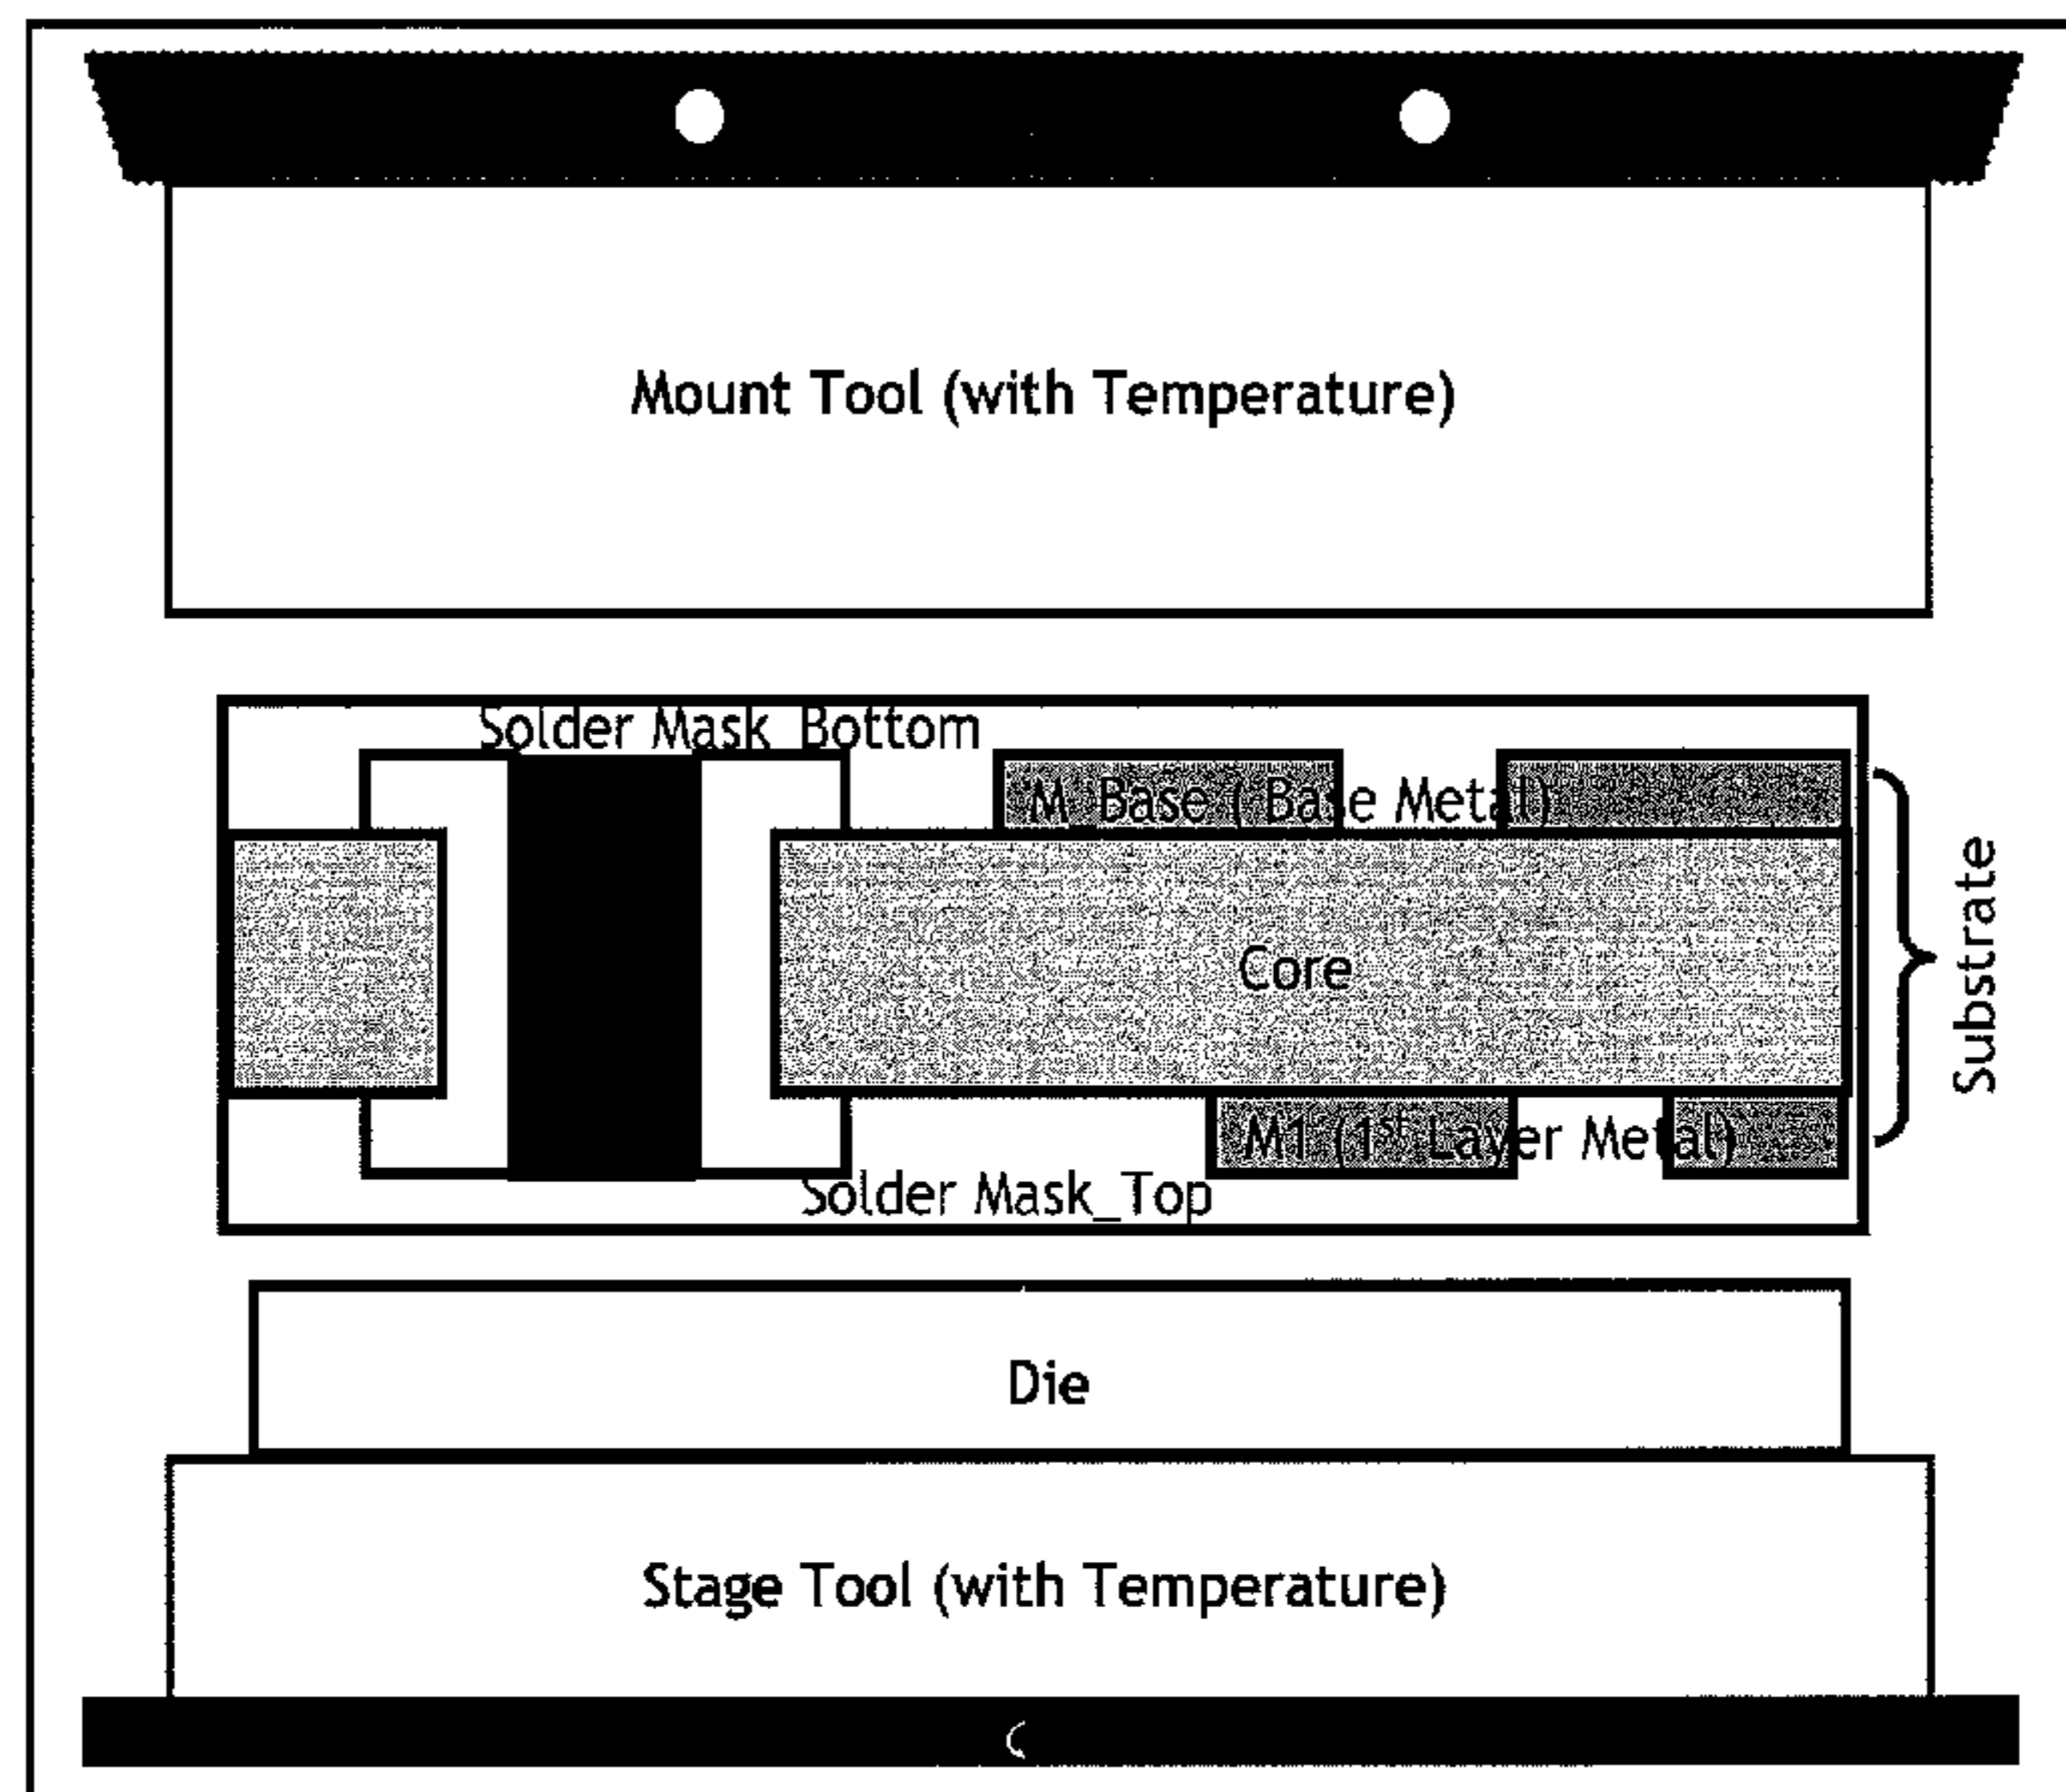 Mount Tool (with Temperature)
Solder Mask_Bottom
M_Base ( Base Metal)
Core
Substrate
M1 (1st Layer Metal)
Solder Mask_Top
Die
Stage Tool (with Temperature)